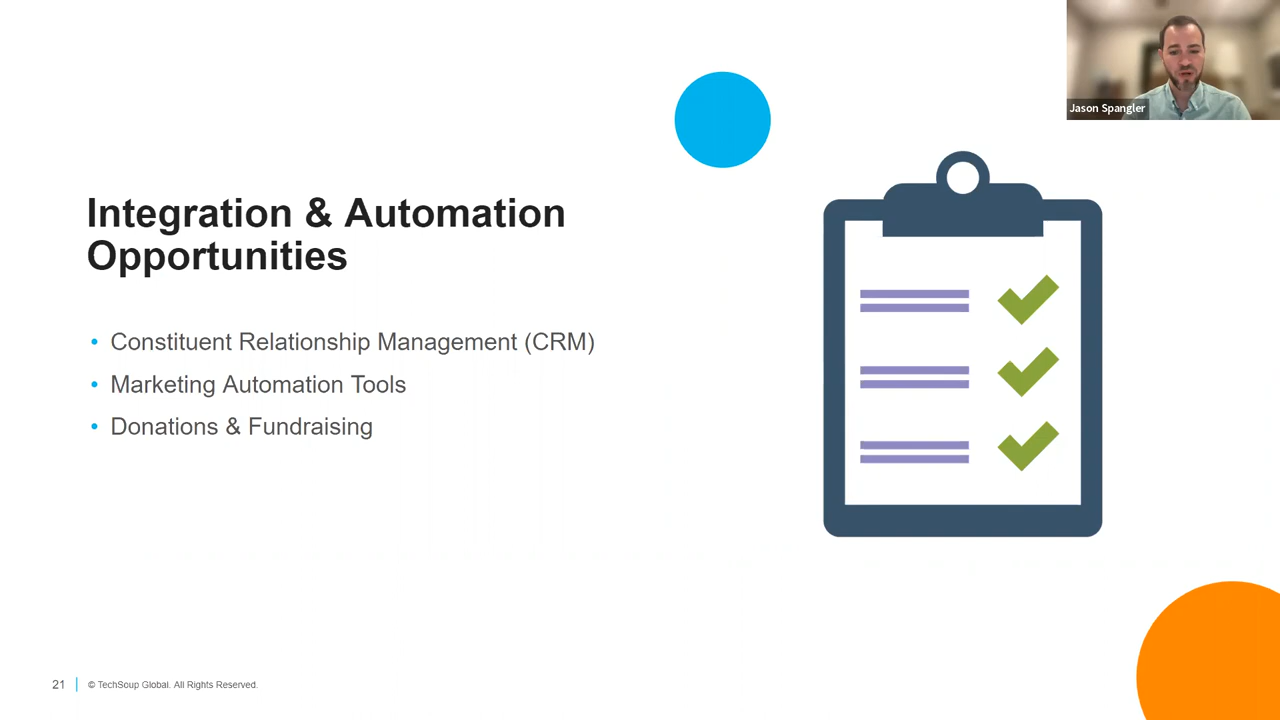 Jason Spangler
Integration & Automation
Opportunities
• Constituent Relationship Management (CRM)
• Marketing Automation Tools
• Donations & Fundraising
21 | © TechSoup Global. All Rights Reserved.